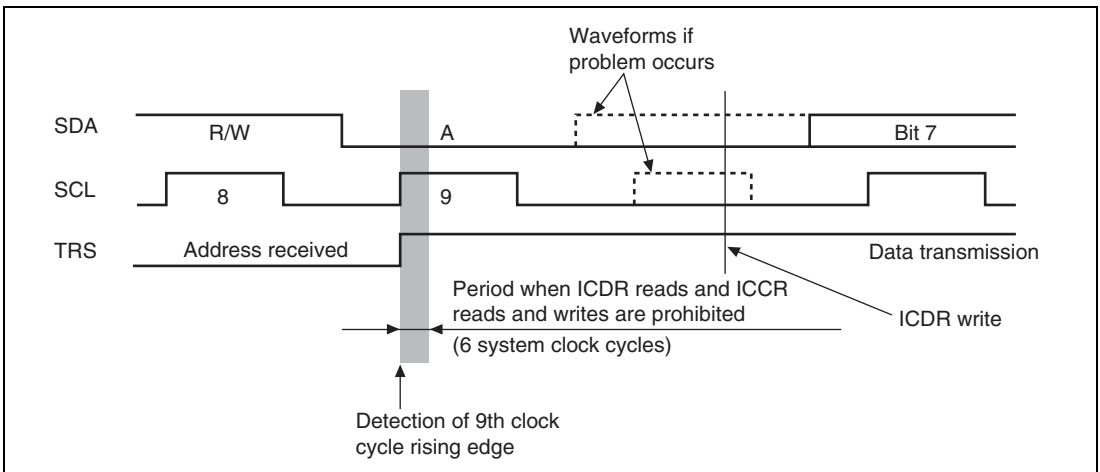 Waveforms if
problem occurs
SDA
R/W
A
Bit 7
SCL
8
9
TRS
Address received
Data transmission
Period when ICDR reads and ICCR
reads and writes are prohibited
(6 system clock cycles)
ICDR write
Detection of 9th clock
cycle rising edge